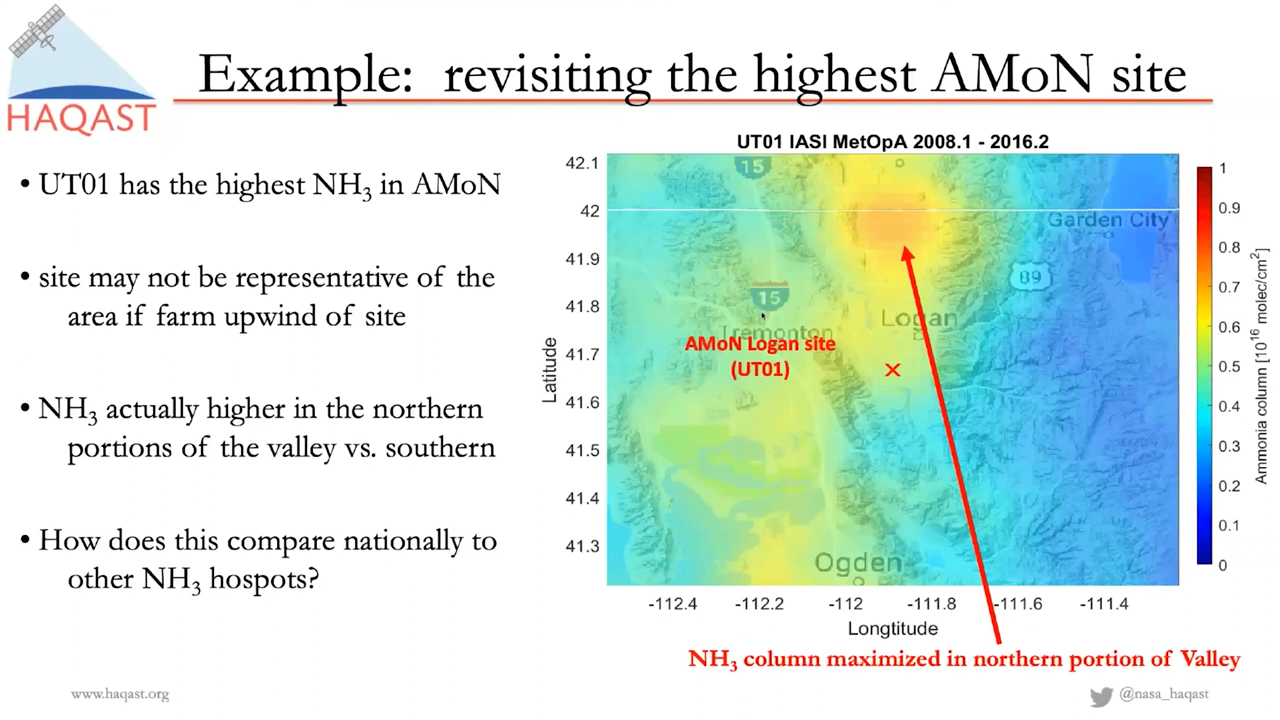 HAQAST
Example: revisiting the highest AMoN site
• UT01 has the highest NH₃ in AMoN
• site may not be representative of the
area if farm upwind of site
• NH₃ actually higher in the northern
portions of the valley vs. southern
• How does this compare nationally to
other NH₃ hospots?
UT01 IASI MetOpA 2008.1 - 2016.2
Latitude
42.1
42
41.9
41.8
41.7
41.6
41.5
41.4
41.3
15
Garden City
89
15
Logan
Tremonton
AMoN Logan site
(UT01)
×
Ogden
-112.4 -112.2 -112 -111.8 -111.6 -111.4
Longtitude
1
0.9
0.8
0.7
0.6
0.5
0.4
0.3
0.2
0.1
0
Ammonia column [10¹⁶ molec/cm²]
NH₃ column maximized in northern portion of Valley
www.haqast.org
@nasa_haqast